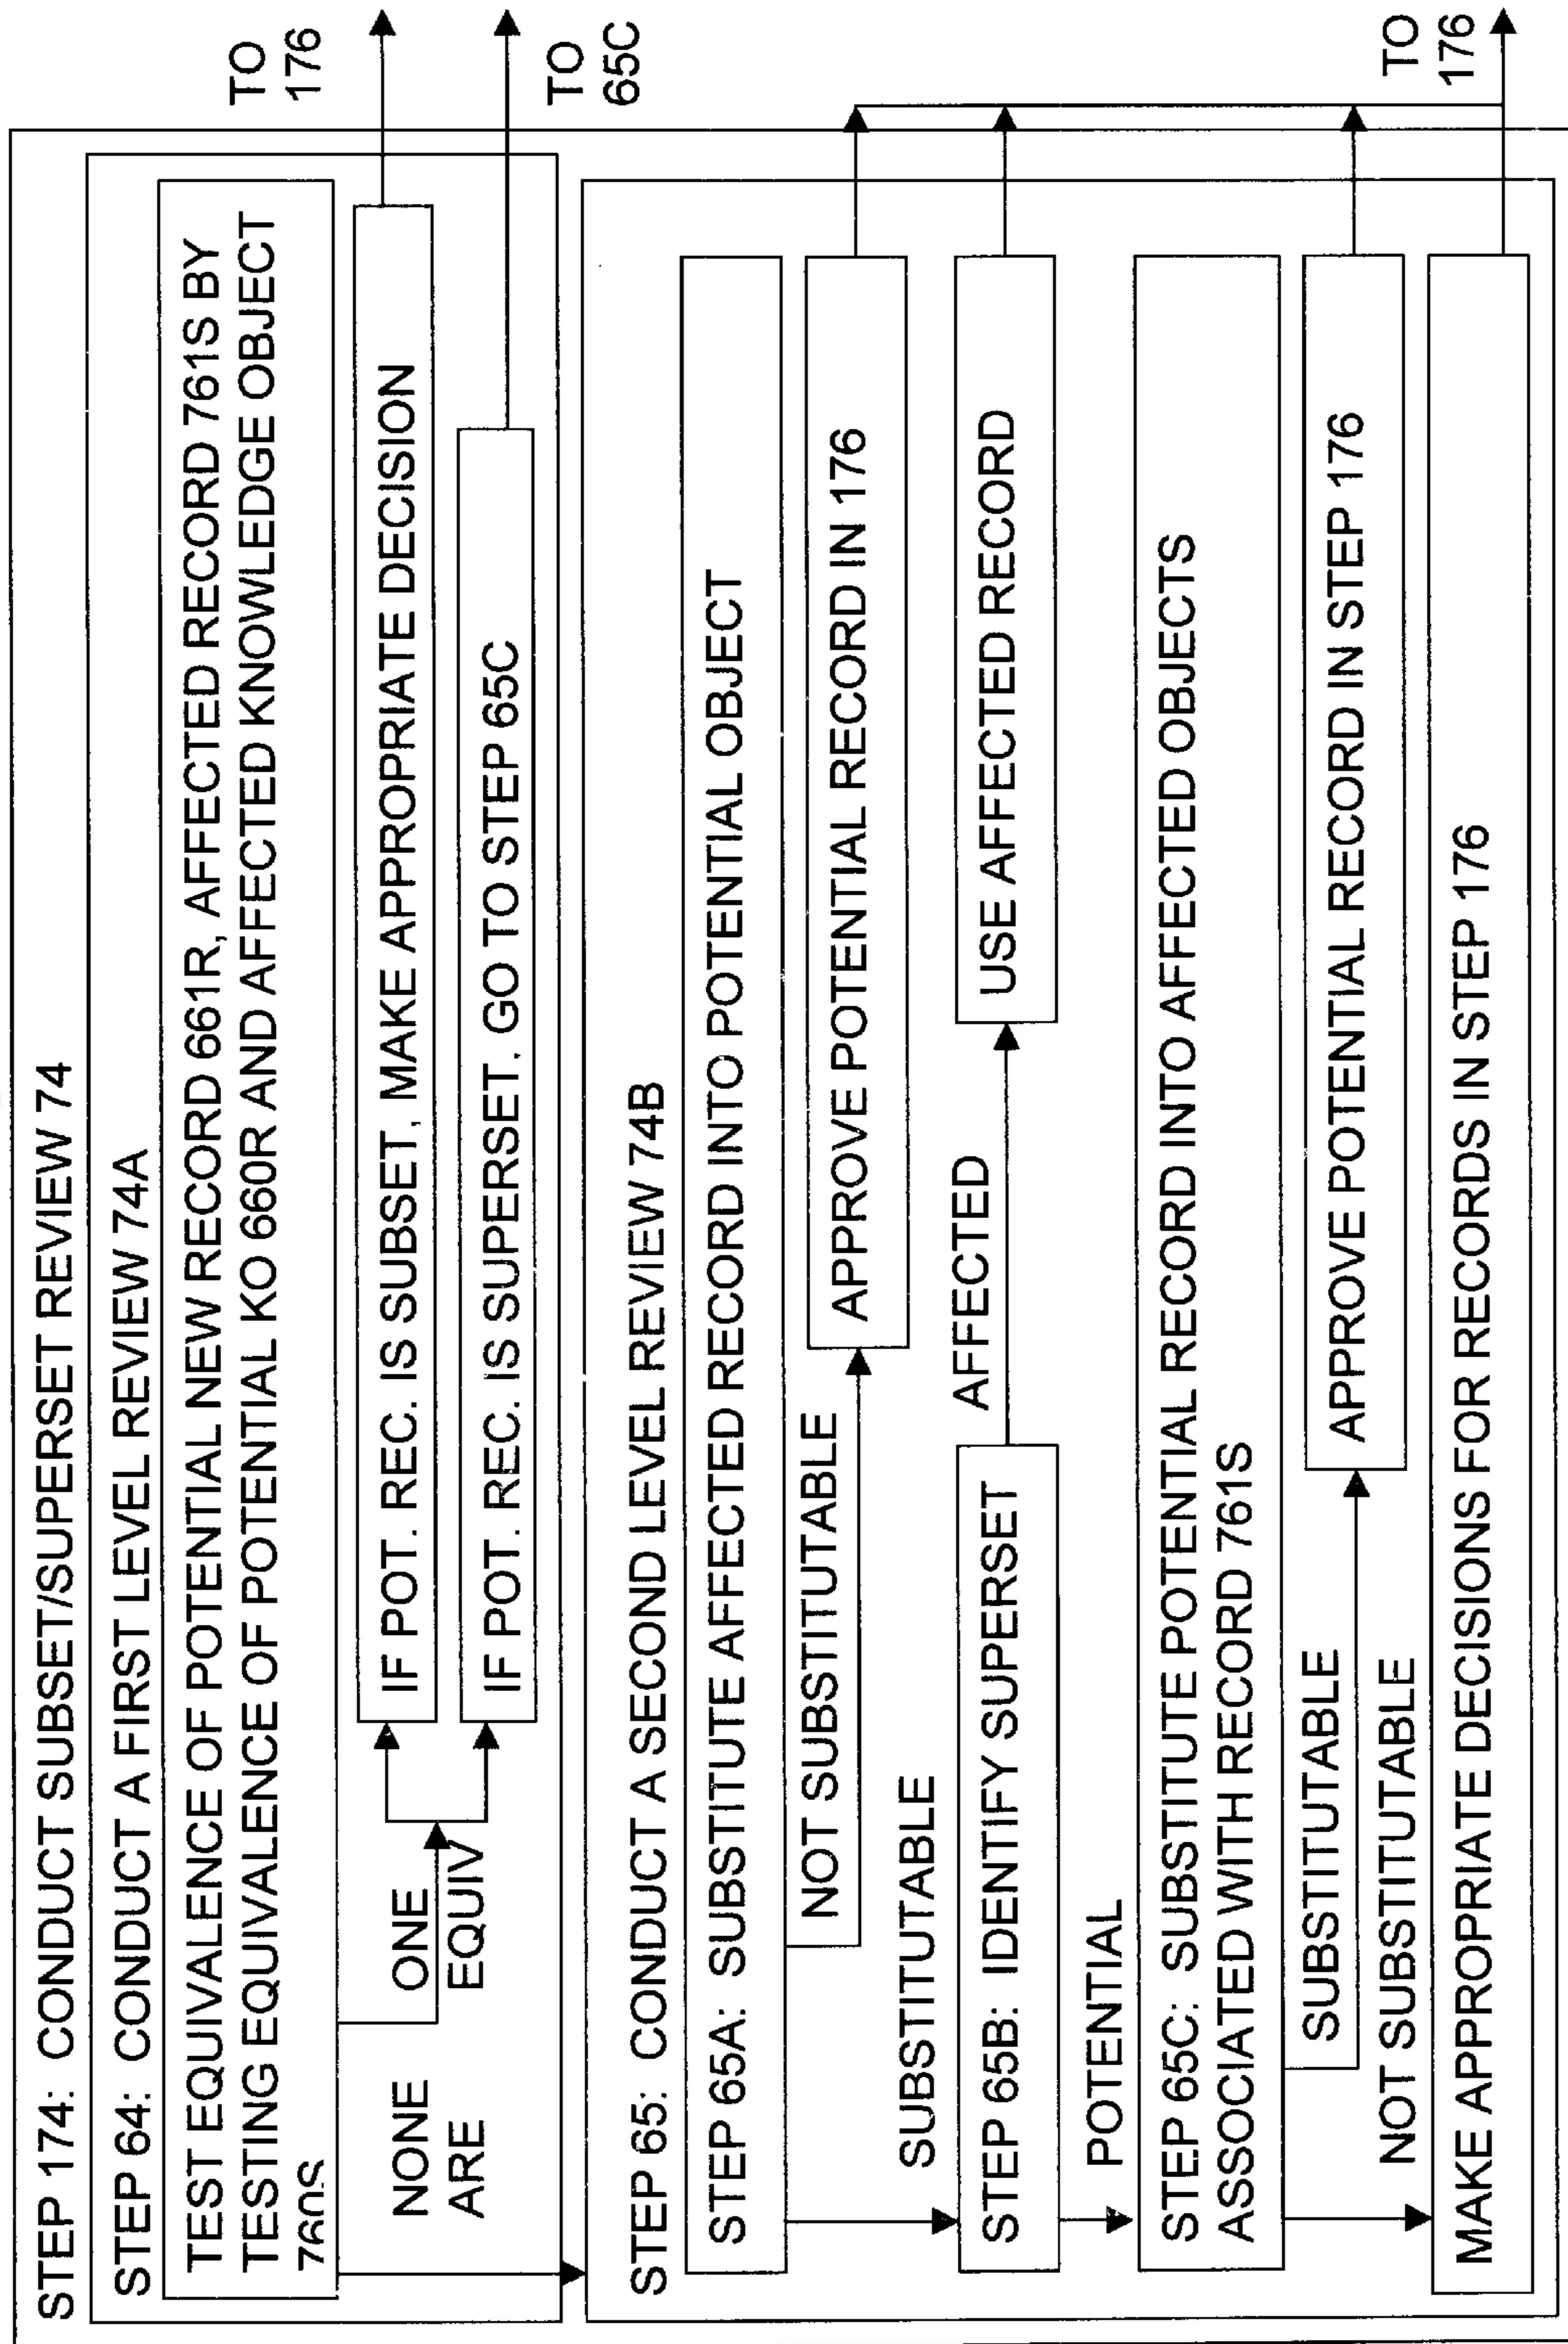 STEP 174: CONDUCT SUBSET/SUPERSET REVIEW 74
STEP 64: CONDUCT A FIRST LEVEL REVIEW 74A
TEST EQUIVALENCE OF POTENTIAL NEW RECORD 661R, AFFECTED RECORD 761S BY
TESTING EQUIVALENCE OF POTENTIAL KO 660R AND AFFECTED KNOWLEDGE OBJECT
760S
NONE
ARE
ONE
EQUIV
IF POT. REC. IS SUBSET, MAKE APPROPRIATE DECISION
TO
176
IF POT. REC. IS SUPERSET, GO TO STEP 65C
TO
65C
STEP 65: CONDUCT A SECOND LEVEL REVIEW 74B
STEP 65A: SUBSTITUTE AFFECTED RECORD INTO POTENTIAL OBJECT
NOT SUBSTITUTABLE
APPROVE POTENTIAL RECORD IN 176
SUBSTITUTABLE
STEP 65B: IDENTIFY SUPERSET
AFFECTED
USE AFFECTED RECORD
POTENTIAL
STEP 65C: SUBSTITUTE POTENTIAL RECORD INTO AFFECTED OBJECTS
ASSOCIATED WITH RECORD 761S
SUBSTITUTABLE
APPROVE POTENTIAL RECORD IN STEP 176
NOT SUBSTITUTABLE
MAKE APPROPRIATE DECISIONS FOR RECORDS IN STEP 176
TO
176